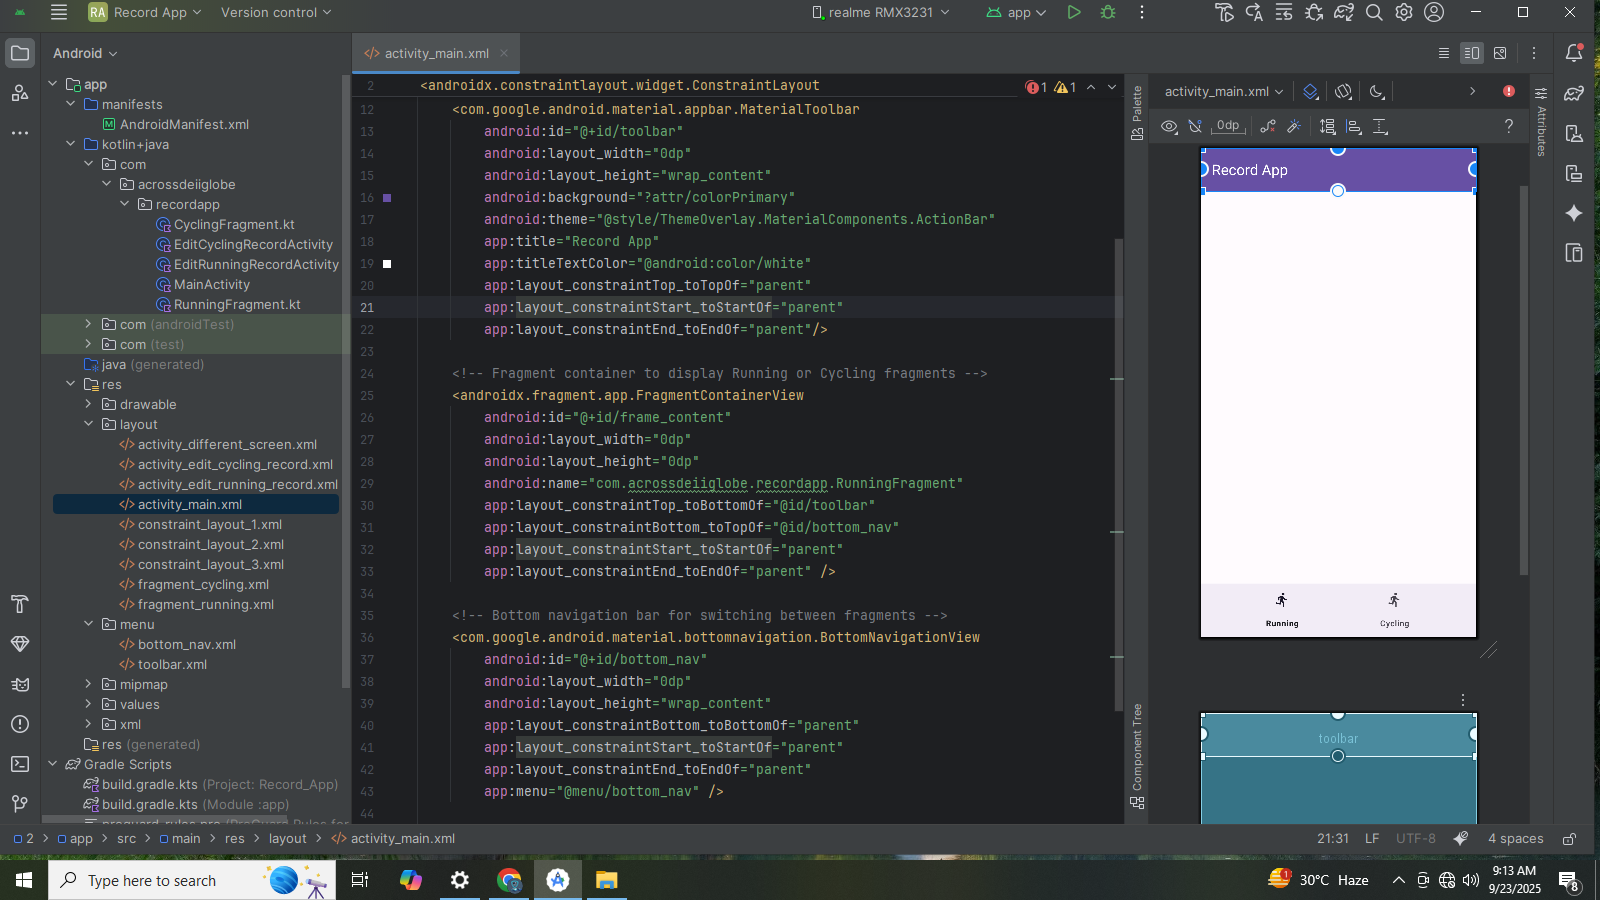 RA Record App
Version control
realme RMX3231
app
Android
activity_main.xml
app
manifests
AndroidManifest.xml
kotlin+java
com
acrossdeiiglobe
recordapp
CyclingFragment.kt
EditCyclingRecordActivity
EditRunningRecordActivity
MainActivity
RunningFragment.kt
com (androidTest)
com (test)
java (generated)
res
drawable
layout
activity_different_screen.xml
activity_edit_cycling_record.xml
activity_edit_running_record.xml
activity_main.xml
constraint_layout_1.xml
constraint_layout_2.xml
constraint_layout_3.xml
fragment_cycling.xml
fragment_running.xml
menu
bottom_nav.xml
toolbar.xml
mipmap
values
xml
res (generated)
Gradle Scripts
build.gradle.kts (Project: Record_App)
build.gradle.kts (Module :app)
1 1
2 <androidx.constraintlayout.widget.ConstraintLayout
12 <com.google.android.material.appbar.MaterialToolbar
13 android:id="@+id/toolbar"
14 android:layout_width="0dp"
15 android:layout_height="wrap_content"
16 android:background="?attr/colorPrimary"
17 android:theme="@style/ThemeOverlay.MaterialComponents.ActionBar"
18 app:title="Record App"
19 app:titleTextColor="@android:color/white"
20 app:layout_constraintTop_toTopOf="parent"
21 app:layout_constraintStart_toStartOf="parent"
22 app:layout_constraintEnd_toEndOf="parent"/>
23
24 <!-- Fragment container to display Running or Cycling fragments -->
25 <androidx.fragment.app.FragmentContainerView
26 android:id="@+id/frame_content"
27 android:layout_width="0dp"
28 android:layout_height="0dp"
29 android:name="com.acrossdeiiglobe.recordapp.RunningFragment"
30 app:layout_constraintTop_toBottomOf="@id/toolbar"
31 app:layout_constraintBottom_toTopOf="@id/bottom_nav"
32 app:layout_constraintStart_toStartOf="parent"
33 app:layout_constraintEnd_toEndOf="parent" />
34
35 <!-- Bottom navigation bar for switching between fragments -->
36 <com.google.android.material.bottomnavigation.BottomNavigationView
37 android:id="@+id/bottom_nav"
38 android:layout_width="0dp"
39 android:layout_height="wrap_content"
40 app:layout_constraintBottom_toBottomOf="parent"
41 app:layout_constraintStart_toStartOf="parent"
42 app:layout_constraintEnd_toEndOf="parent"
43 app:menu="@menu/bottom_nav" />
44
Palette
Component Tree
activity_main.xml
0dp
Attributes
Record App
Running
Cycling
toolbar
2 > app > src > main > res > layout > activity_main.xml
21:31 LF UTF-8 4 spaces
Type here to search
1
30°C Haze
9:13 AM
9/23/2025
8